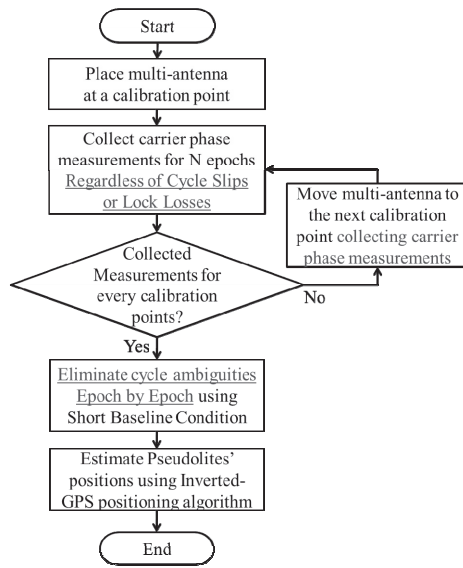 Start
Place multi-antenna
at a calibration point
Collect carrier phase
measurements for N epochs
Regardless of Cycle Slips
or Lock Losses
Move multi-antenna to
the next calibration
point collecting carrier
phase measurements
Collected
Measurements for
every calibration
points?
No
Yes
Eliminate cycle ambiguities
Epoch by Epoch using
Short Baseline Condition
Estimate Pseudolites'
positions using Inverted-
GPS positioning algorithm
End